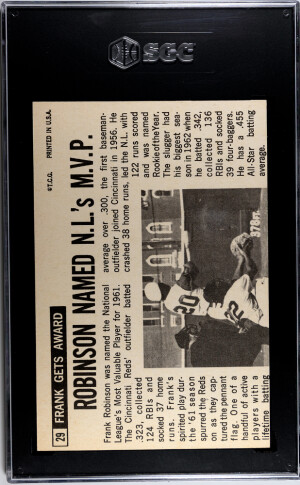 SGC
29 FRANK GETS AWARD
ROBINSON NAMED N.L.'s M.V.P.
Frank Robinson was named the National
League's Most Valuable Player for 1961.
The Cincinnati Reds' outfielder batted
.323, collected
124 RBIs and
socked 37 home
runs. Frank's
spirited play dur-
ing the '61 season
spurred the Reds
on as they cap-
tured the pennant
flag. One of a
handful of active
players with a
lifetime batting
average over .300, the first baseman-
outfielder joined Cincinnati in 1956. He
crashed 38 home runs, led the N.L. with
122 runs scored
and was named
Rookie of the Year.
The slugger had
his biggest sea-
son in 1962 when
he batted .342,
collected 136
RBIs and socked
39 four-baggers.
He has a .455
All-Star batting
average.
378FT.
20
©T.C.G.
PRINTED IN U.S.A.